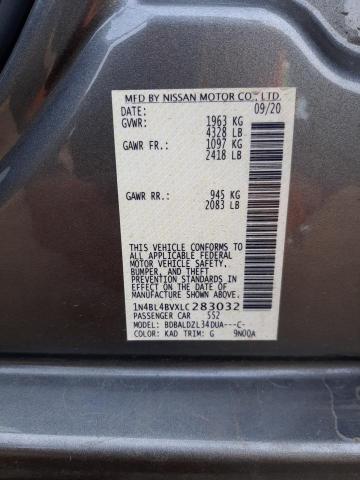 MFD BY NISSAN MOTOR CO., LTD.
DATE: 09/20
GVWR: 1963 KG
4328 LB
GAWR FR.: 1097 KG
2418 LB
GAWR RR.: 945 KG
2083 LB
THIS VEHICLE CONFORMS TO
ALL APPLICABLE FEDERAL
MOTOR VEHICLE SAFETY,
BUMPER, AND THEFT
PREVENTION STANDARDS IN
EFFECT ON THE DATE OF
MANUFACTURE SHOWN ABOVE.
1N4BL4BVXLC283032
PASSENGER CAR 552
MODEL: BDBALDZL34DUA---C-
COLOR: KAD TRIM: G 9N00A